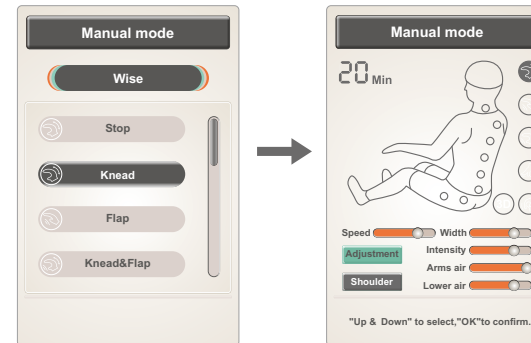 Manual mode
Wise
Stop
Knead
Flap
Knead&Flap
Manual mode
20 Min
Speed
Width
Adjustment
Intensity
Arms air
Shoulder
Lower air
"Up & Down" to select,"OK"to confirm.